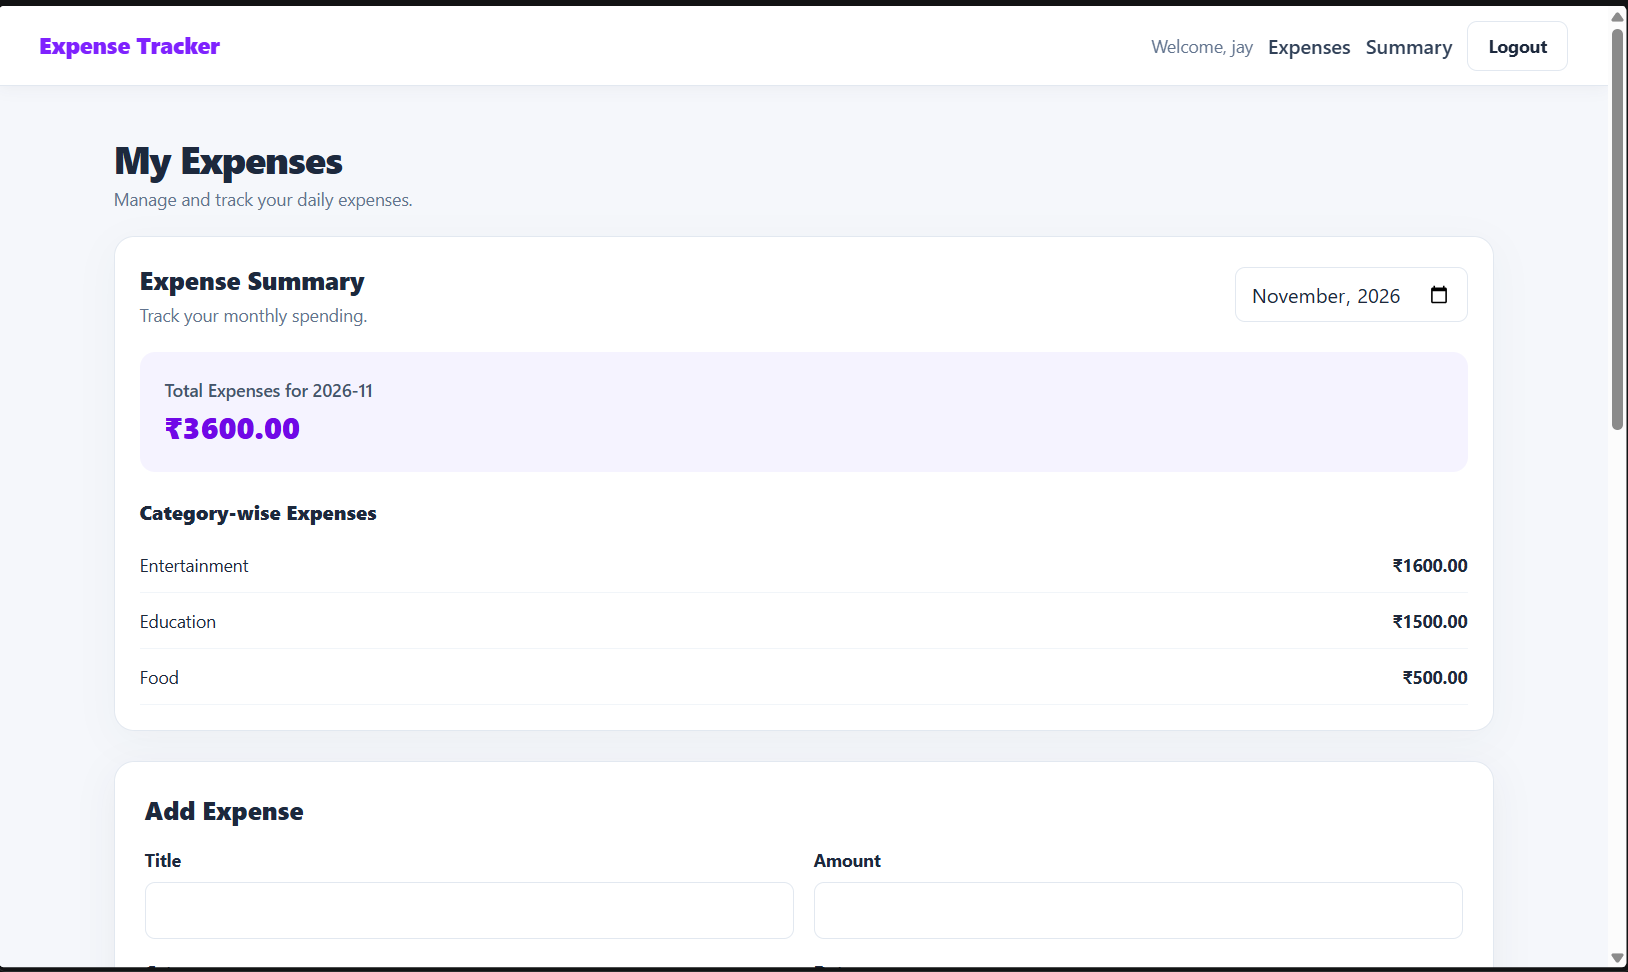 Expense Tracker
Welcome, jay Expenses Summary Logout
My Expenses
Manage and track your daily expenses.
Expense Summary
November, 2026
Track your monthly spending.
Total Expenses for 2026-11
₹3600.00
Category-wise Expenses
Entertainment ₹1600.00
Education ₹1500.00
Food ₹500.00
Add Expense
Title Amount